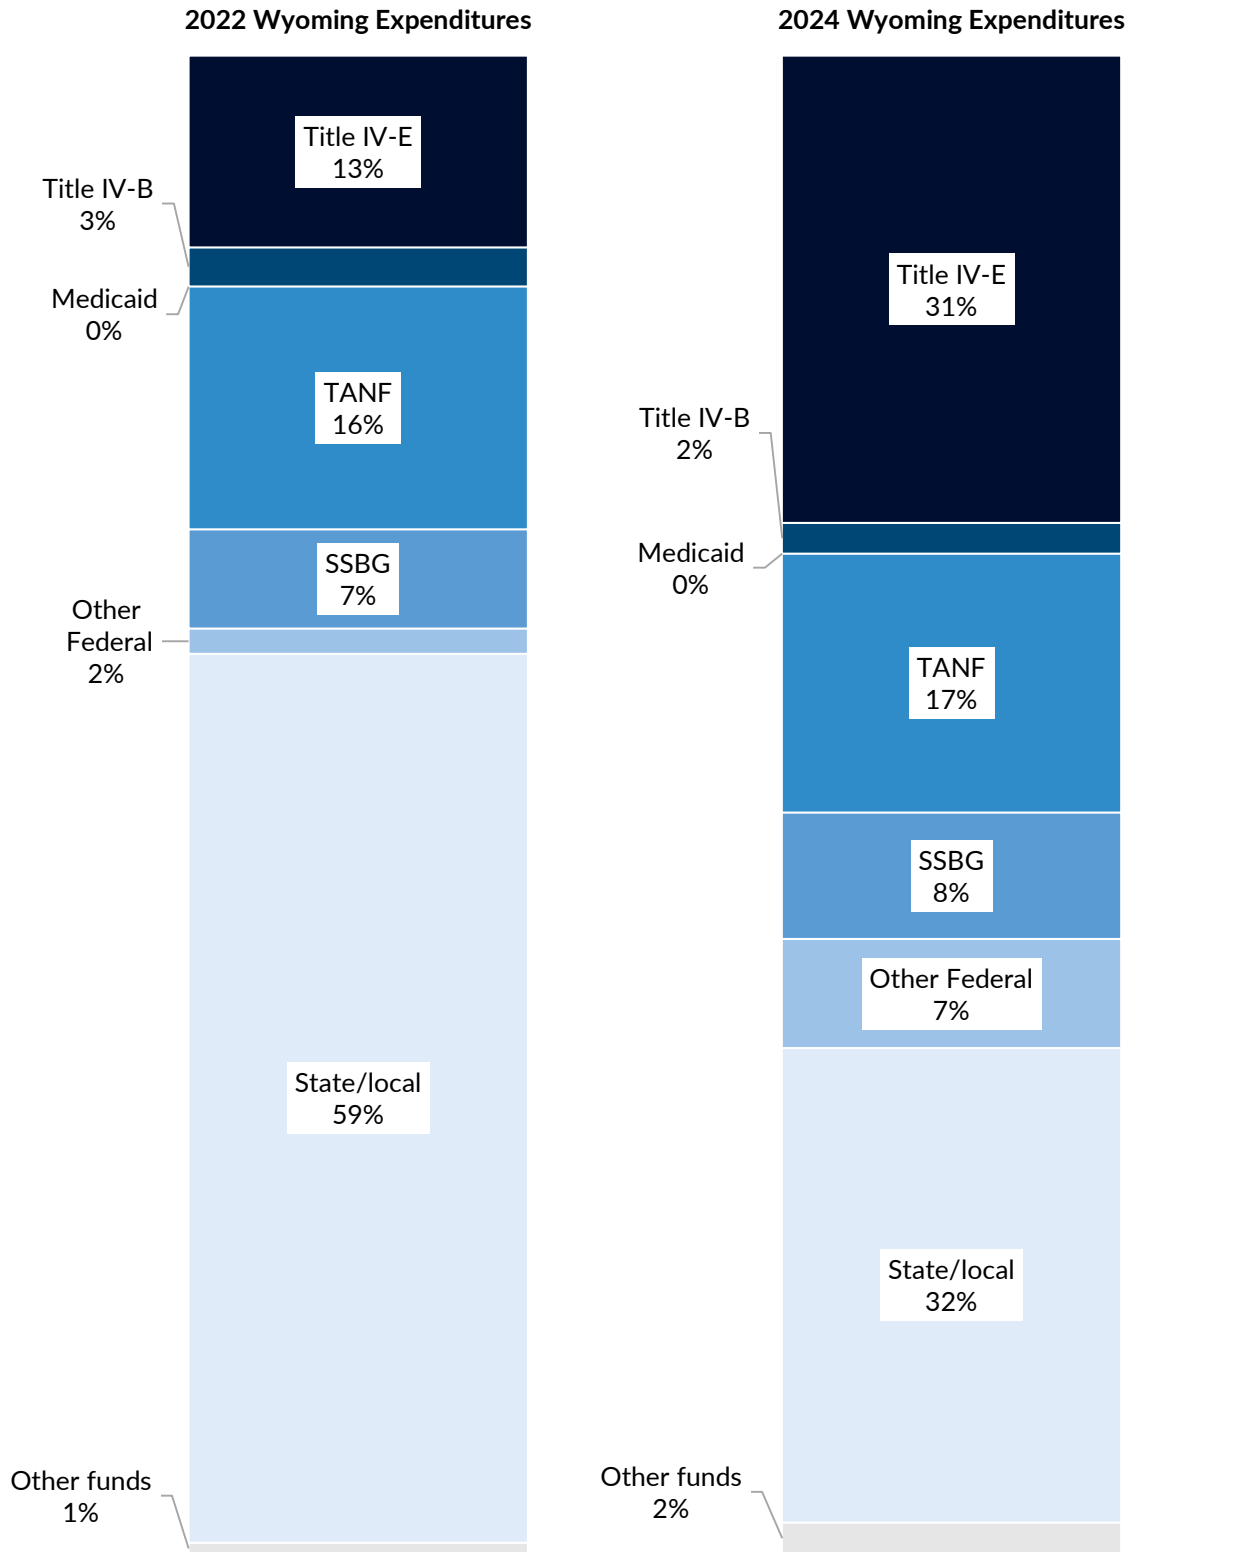 2022 Wyoming Expenditures
Title IV-E
13%
Title IV-B
3%
Medicaid
0%
TANF
16%
SSBG
7%
Other
Federal
2%
State/local
59%
Other funds
1%
2024 Wyoming Expenditures
Title IV-E
31%
Title IV-B
2%
Medicaid
0%
TANF
17%
SSBG
8%
Other Federal
7%
State/local
32%
Other funds
2%